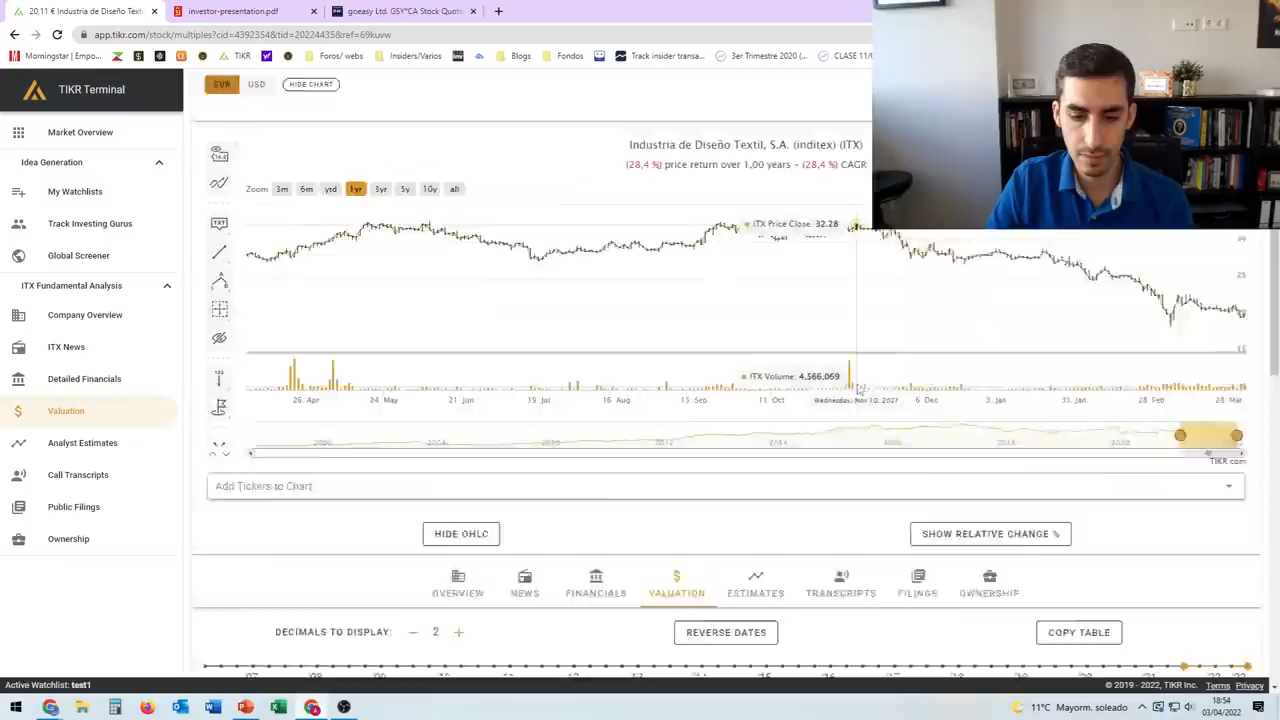 20,11 € Industria de Diseño Texti
investor-presentation.pdf
goeasy Ltd. GSY*CA Stock Quote
app.tikr.com/stock/multiples?cid=4392354&tid=20224435&ref=69kuvw
Morningstar | Empo...
TIKR
Foros/ webs
Insiders/Varios
Blogs
Fondos
Track insider transa...
3er Trimestre 2020 (...
CLASE 11/0
TIKR Terminal
Market Overview
Idea Generation
My Watchlists
Track Investing Gurus
Global Screener
ITX Fundamental Analysis
Company Overview
ITX News
Detailed Financials
Valuation
Analyst Estimates
Call Transcripts
Public Filings
Ownership
EUR USD HIDE CHART
Industria de Diseño Textil, S.A. (Inditex) (ITX)
(28,4 %) price return over 1,00 years - (28,4 %) CAGR
Zoom 3m 6m ytd 1yr 3yr 5y 10y all
ITX Price Close: 32.28
25
ITX Volume: 4,566,069
26. Apr 24. May 21. Jun 19. Jul 16. Aug 13. Sep 11. Oct Wednesday, Nov 10, 2021 6. Dec 3. Jan 31. Jan 28. Feb 28. Mar
TIKR.com
Add Tickers to Chart
HIDE OHLC
SHOW RELATIVE CHANGE %
OVERVIEW NEWS FINANCIALS VALUATION ESTIMATES TRANSCRIPTS FILINGS OWNERSHIP
DECIMALS TO DISPLAY: − 2 +
REVERSE DATES
COPY TABLE
Active Watchlist: test1
© 2019 - 2022, TIKR Inc. Terms Privacy
11°C Mayorm. soleado
18:54
03/04/2022